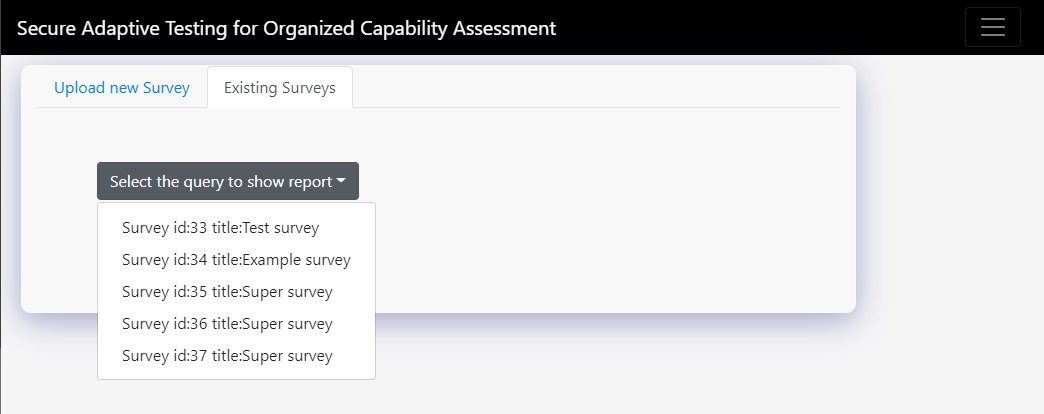 Secure Adaptive Testing for Organized Capability Assessment
Upload new Survey
Existing Surveys
Select the query to show report
Survey id:33 title:Test survey
Survey id:34 title:Example survey
Survey id:35 title:Super survey
Survey id:36 title:Super survey
Survey id:37 title:Super survey